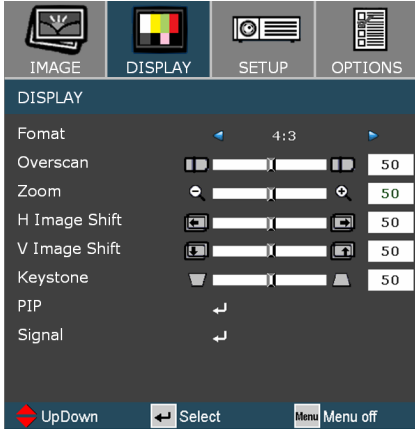 IMAGE DISPLAY SETUP OPTIONS
DISPLAY
Fomat 4:3
Overscan 50
Zoom 50
H Image Shift 50
V Image Shift 50
Keystone 50
PIP
Signal
UpDown Select Menu Menu off